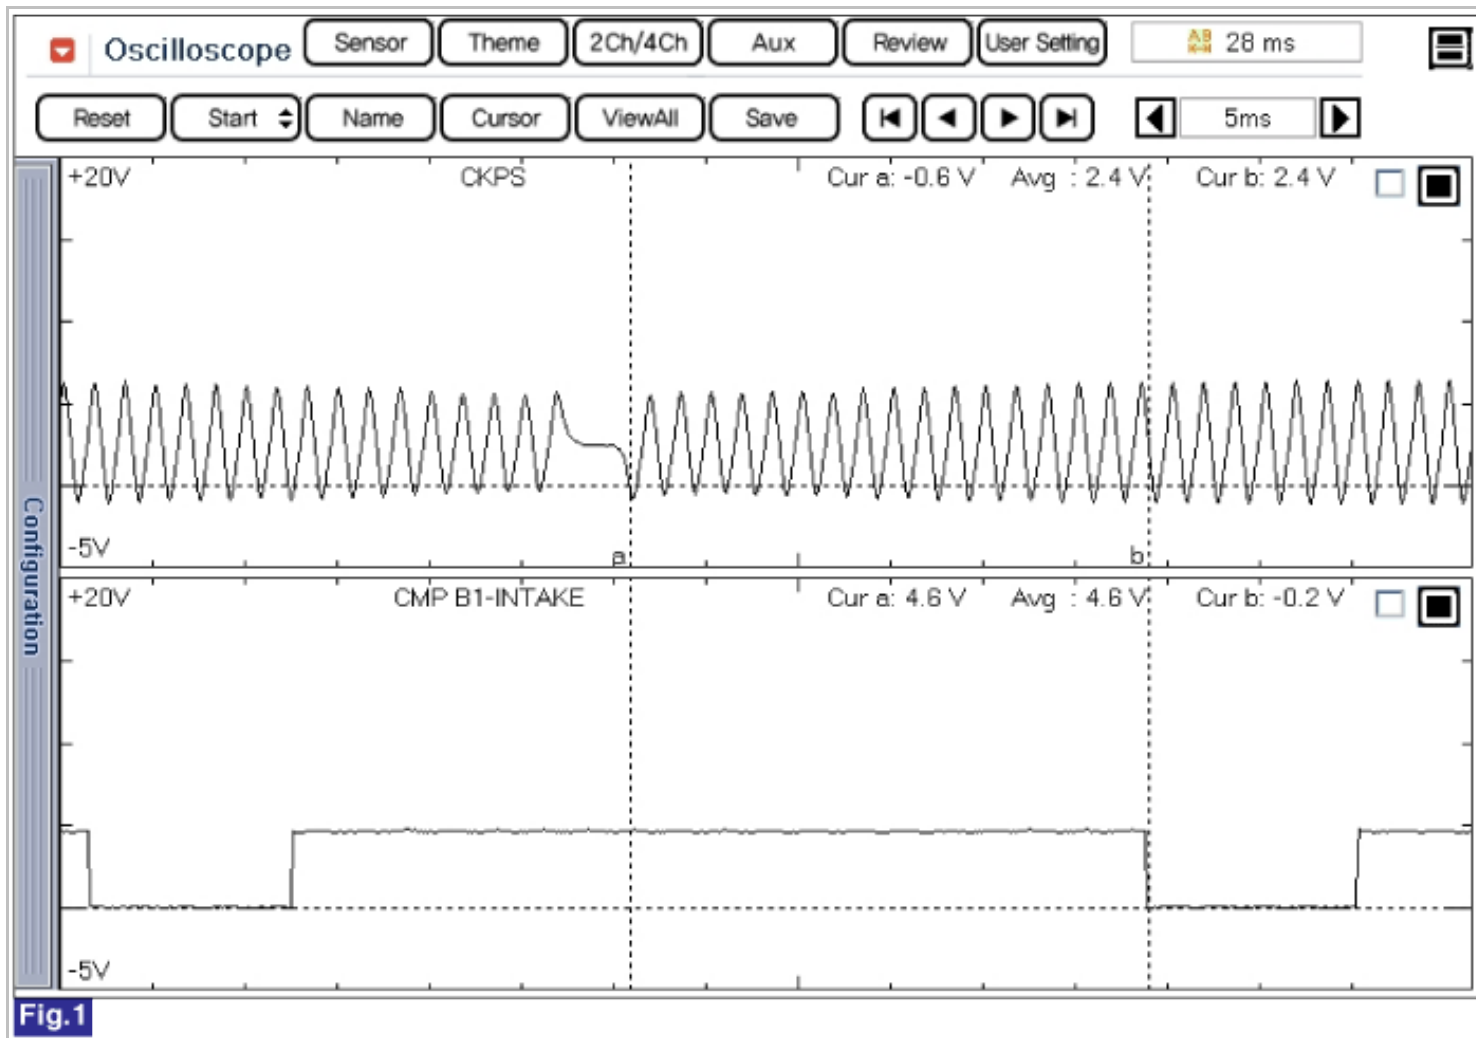 Oscilloscope Sensor Theme 2Ch/4Ch Aux Review User Setting AB 28 ms
Reset Start Name Cursor ViewAll Save 5ms
+20V CKPS Cur a: -0.6 V Avg : 2.4 V Cur b: 2.4 V
-5V a b
+20V CMP B1-INTAKE Cur a: 4.6 V Avg : 4.6 V Cur b: -0.2 V
-5V
Configuration
Fig.1